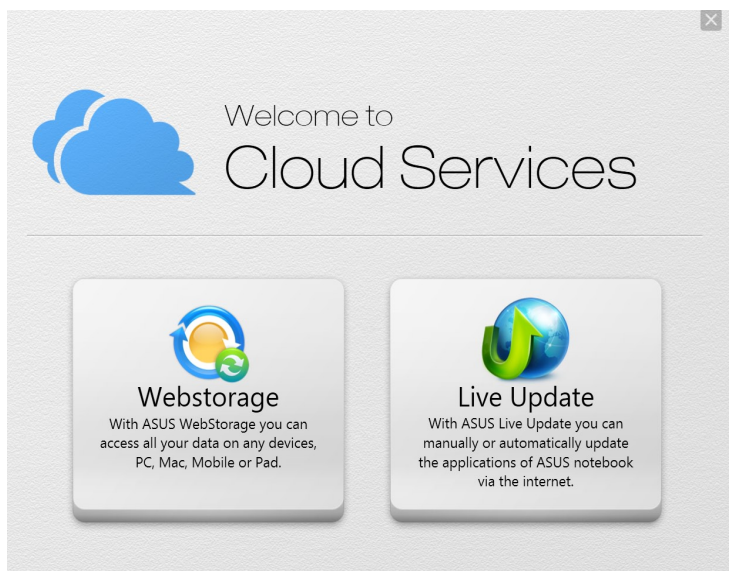 Welcome to
Cloud Services
Webstorage
With ASUS WebStorage you can
access all your data on any devices,
PC, Mac, Mobile or Pad.
Live Update
With ASUS Live Update you can
manually or automatically update
the applications of ASUS notebook
via the internet.